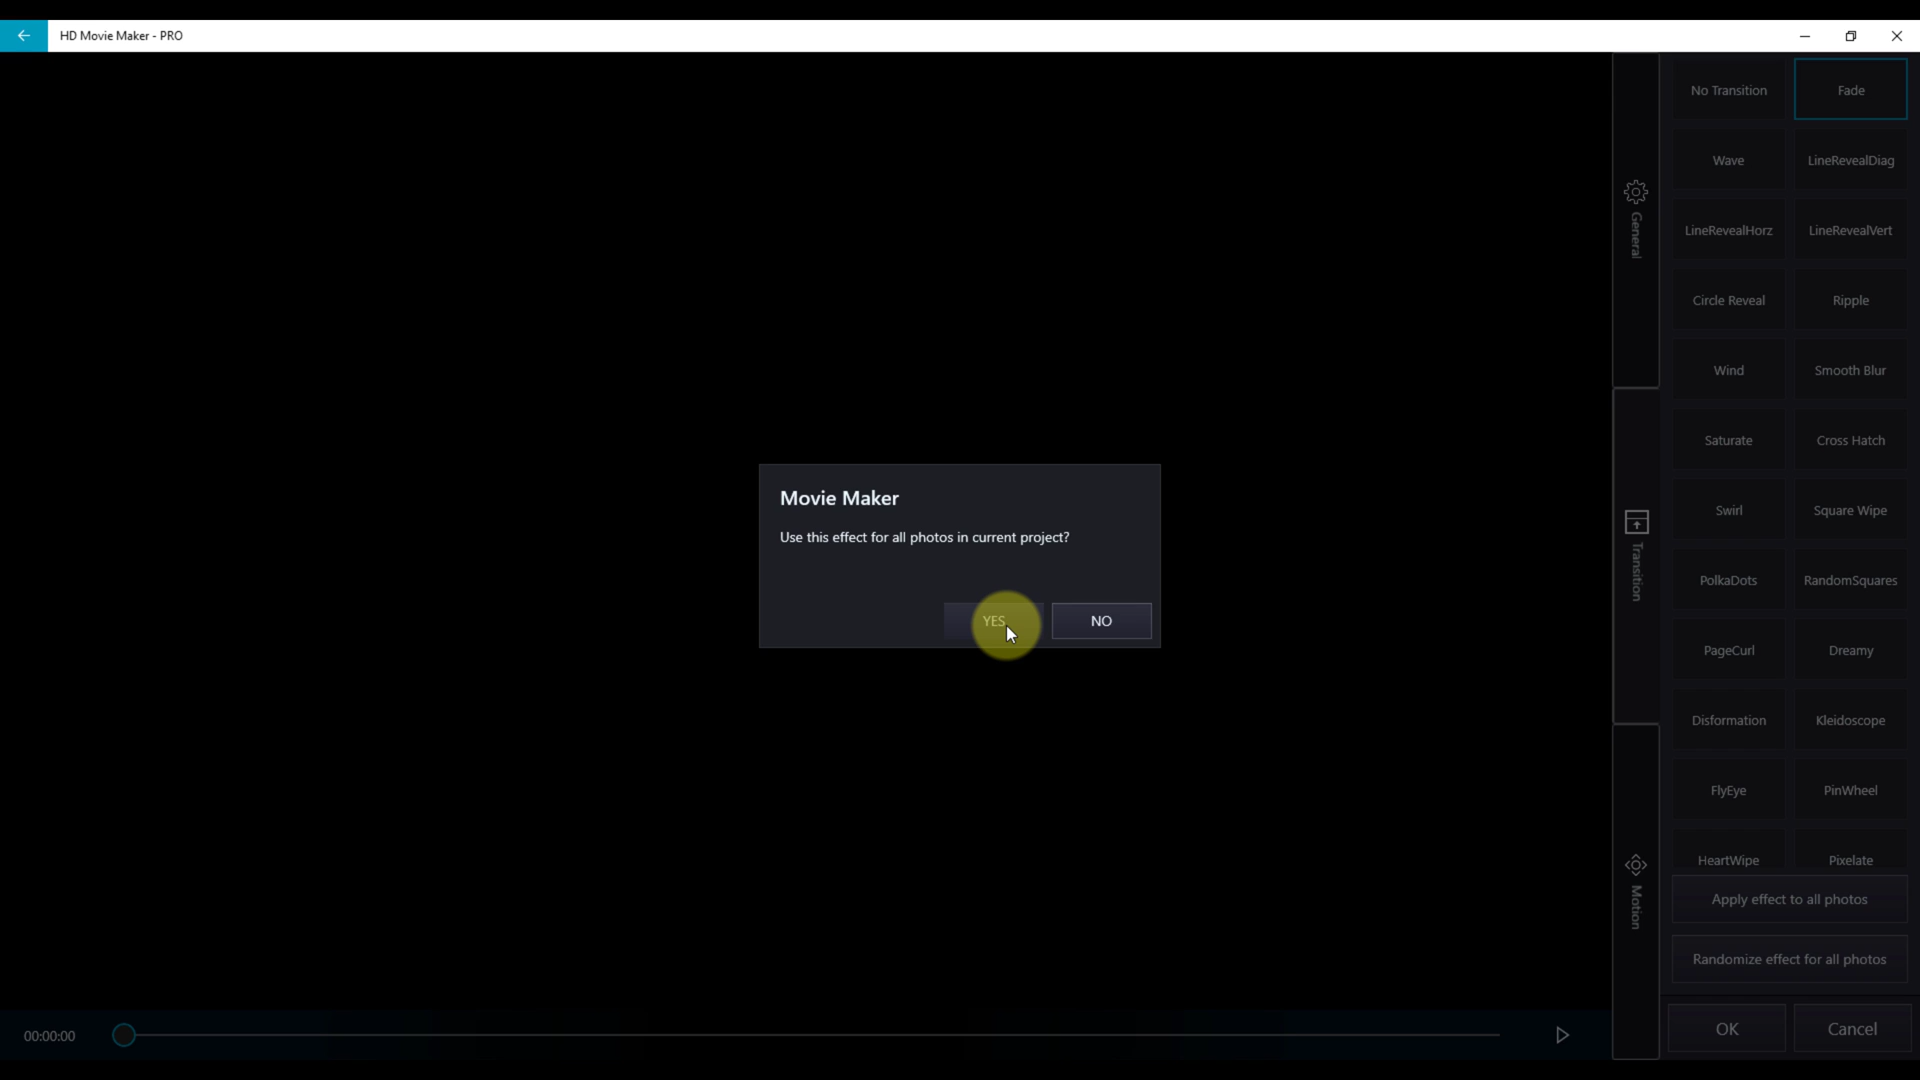 HD Movie Maker - PRO
No Transition
Fade
Wave
LineRevealDiag
LineRevealHorz
LineRevealVert
Circle Reveal
Ripple
Wind
Smooth Blur
Saturate
Cross Hatch
Swirl
Square Wipe
PolkaDots
RandomSquares
PageCurl
Dreamy
Disformation
Kleidoscope
FlyEye
PinWheel
HeartWipe
Pixelate
Apply effect to all photos
Randomize effect for all photos
OK
Cancel
General
Transition
Motion
Movie Maker
Use this effect for all photos in current project?
YES
NO
00:00:00